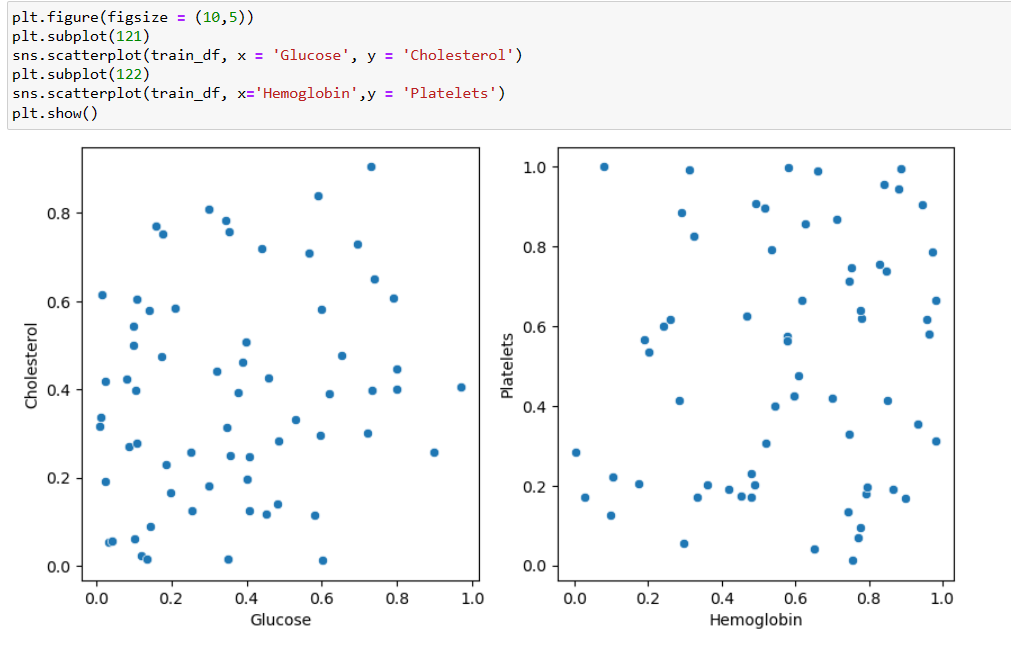 plt.figure(figsize = (10,5))
plt.subplot(121)
sns.scatterplot(train_df, x = 'Glucose', y = 'Cholesterol')
plt.subplot(122)
sns.scatterplot(train_df, x='Hemoglobin',y = 'Platelets')
plt.show()
0.8
0.6
0.4
0.2
0.0
Cholesterol
0.0 0.2 0.4 0.6 0.8 1.0
Glucose
1.0
0.8
0.6
0.4
0.2
0.0
Platelets
0.0 0.2 0.4 0.6 0.8 1.0
Hemoglobin